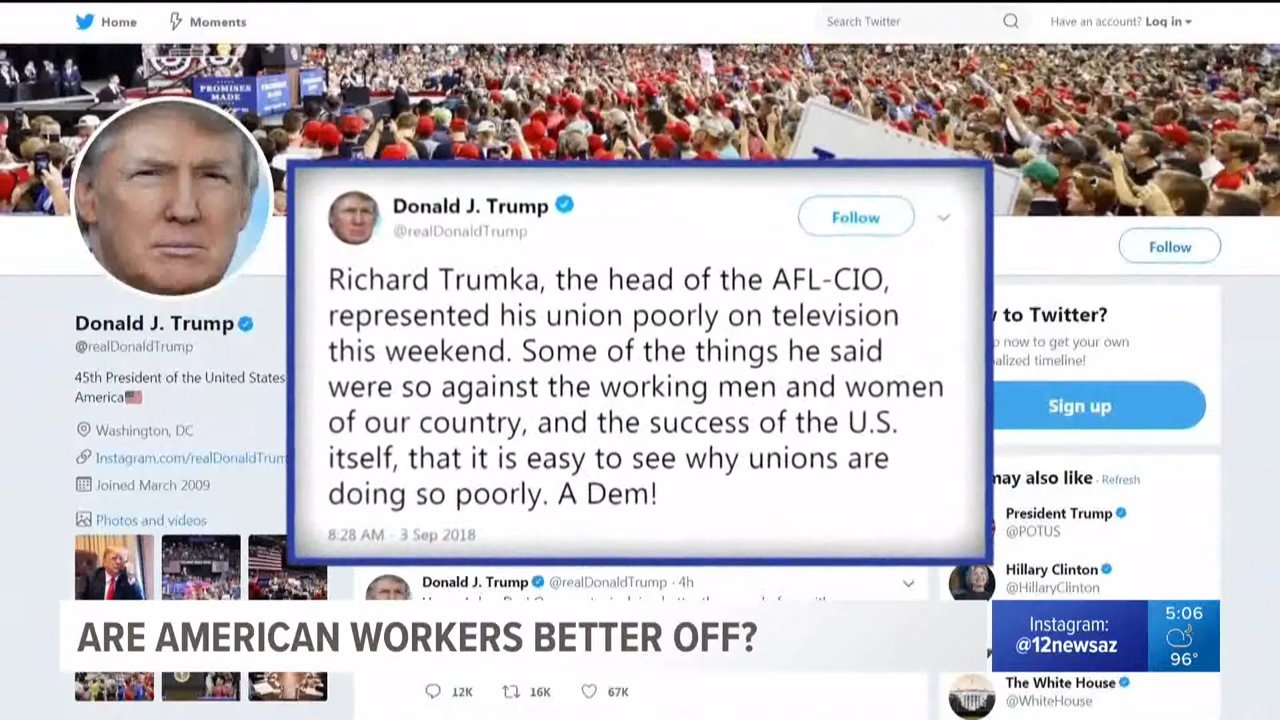 Home
Moments
Search Twitter
Have an account? Log in
PROMISES
MADE
Donald J. Trump
@realDonaldTrump
Follow
Richard Trumka, the head of the AFL-CIO,
represented his union poorly on television
this weekend. Some of the things he said
were so against the working men and women
of our country, and the success of the U.S.
itself, that it is easy to see why unions are
doing so poorly. A Dem!
8:28 AM - 3 Sep 2018
Donald J. Trump
@realDonaldTrump
45th President of the United States
America
Washington, DC
Instagram.com/realDonaldTrum
Joined March 2009
Photos and videos
Follow
to Twitter?
now to get your own
alized timeline!
Sign up
may also like · Refresh
President Trump
@POTUS
Hillary Clinton
@HillaryClinton
The White House
@WhiteHouse
Donald J. Trump @realDonaldTrump · 4h
12K 16K 67K
ARE AMERICAN WORKERS BETTER OFF?
Instagram:
@12newsaz
5:06
96°